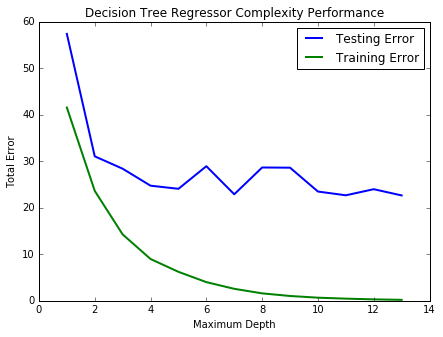 Decision Tree Regressor Complexity Performance
Testing Error
Training Error
60
50
40
30
20
10
0
Total Error
0 2 4 6 8 10 12 14
Maximum Depth